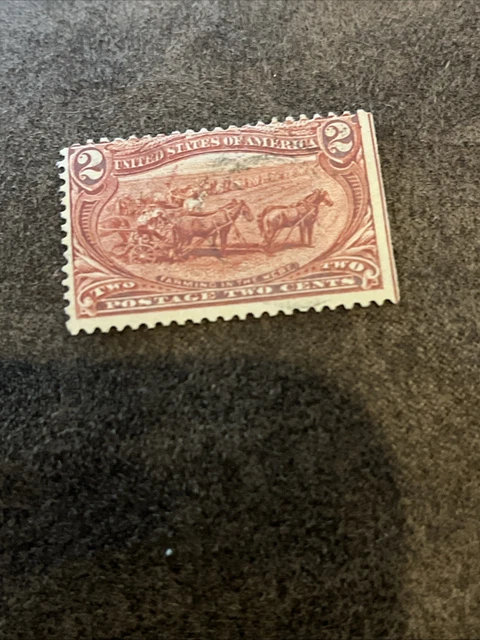 2 UNITED STATES OF AMERICA 2
FARMING IN THE WEST
TWO TWO
POSTAGE TWO CENTS